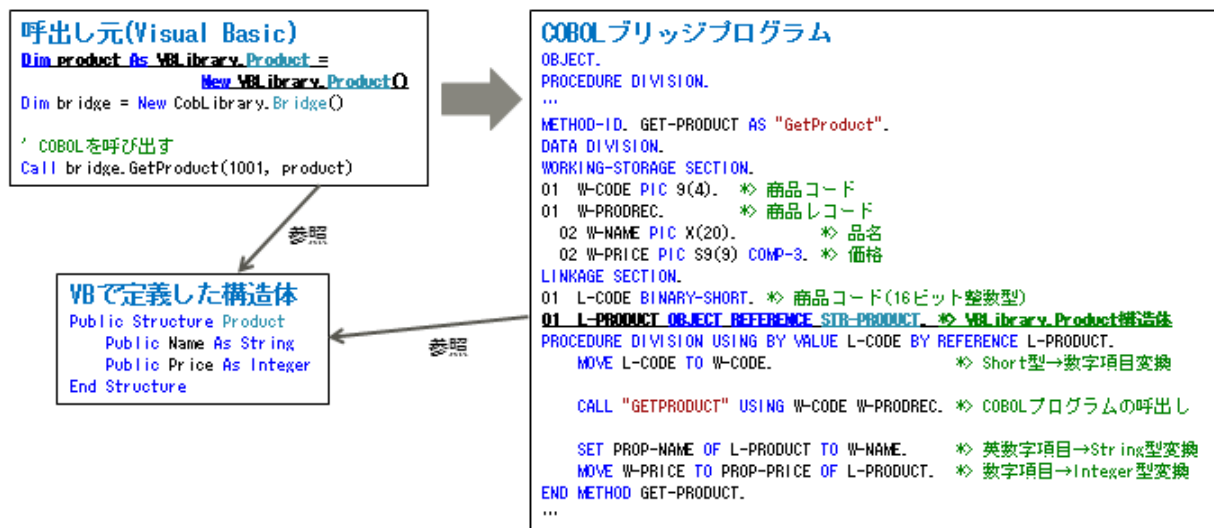 呼出し元(Visual Basic)
Dim product As VBLibrary.Product =
New VBLibrary.Product()
Dim bridge = New CobLibrary.Bridge()
' COBOLを呼び出す
Call bridge.GetProduct(1001, product)
参照
VBで定義した構造体
Public Structure Product
Public Name As String
Public Price As Integer
End Structure
参照
COBOLブリッジプログラム
OBJECT.
PROCEDURE DIVISION.
…
METHOD-ID. GET-PRODUCT AS "GetProduct".
DATA DIVISION.
WORKING-STORAGE SECTION.
01 W-CODE PIC 9(4). *> 商品コード
01 W-PRODREC. *> 商品レコード
02 W-NAME PIC X(20). *> 品名
02 W-PRICE PIC S9(9) COMP-3. *> 価格
LINKAGE SECTION.
01 L-CODE BINARY-SHORT. *> 商品コード(16ビット整数型)
01 L-PRODUCT OBJECT REFERENCE STR-PRODUCT. *> VBLibrary.Product構造体
PROCEDURE DIVISION USING BY VALUE L-CODE BY REFERENCE L-PRODUCT.
MOVE L-CODE TO W-CODE. *> Short型→数字項目変換
CALL "GETPRODUCT" USING W-CODE W-PRODREC. *> COBOLプログラムの呼出し
SET PROP-NAME OF L-PRODUCT TO W-NAME. *> 英数字項目→String型変換
MOVE W-PRICE TO PROP-PRICE OF L-PRODUCT. *> 数字項目→Integer型変換
END METHOD GET-PRODUCT.
…